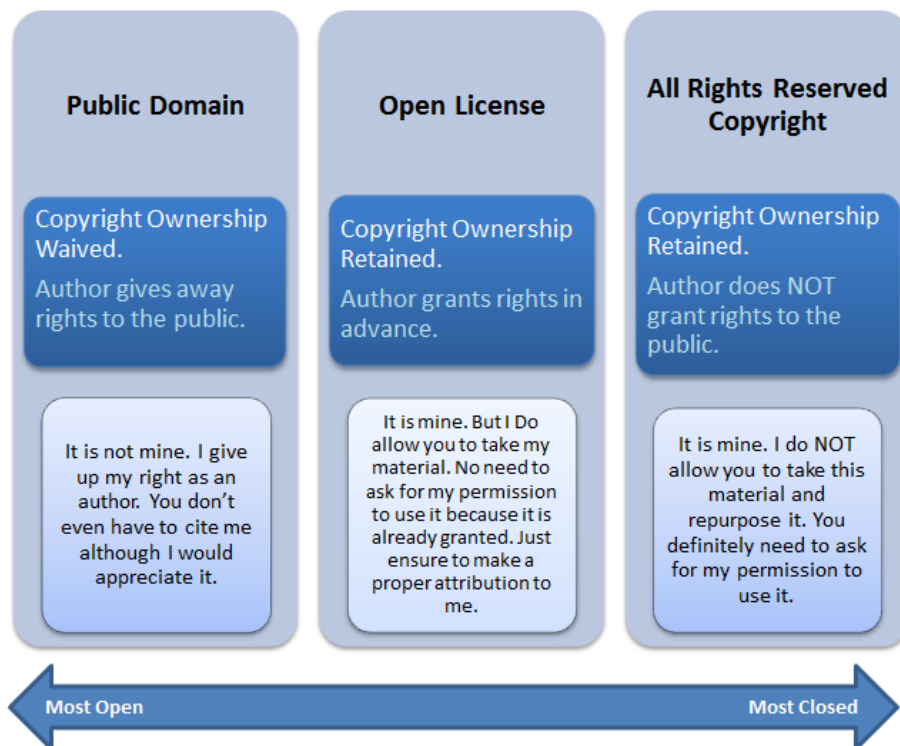 Public Domain
Copyright Ownership
Waived.
Author gives away
rights to the public.
It is not mine. I give
up my right as an
author. You don't
even have to cite me
although I would
appreciate it.
Open License
Copyright Ownership
Retained.
Author grants rights in
advance.
It is mine. But I Do
allow you to take my
material. No need to
ask for my permission
to use it because it is
already granted. Just
ensure to make a
proper attribution to
me.
All Rights Reserved
Copyright
Copyright Ownership
Retained.
Author does NOT
grant rights to the
public.
It is mine. I do NOT
allow you to take this
material and
repurpose it. You
definitely need to ask
for my permission to
use it.
Most Open
Most Closed